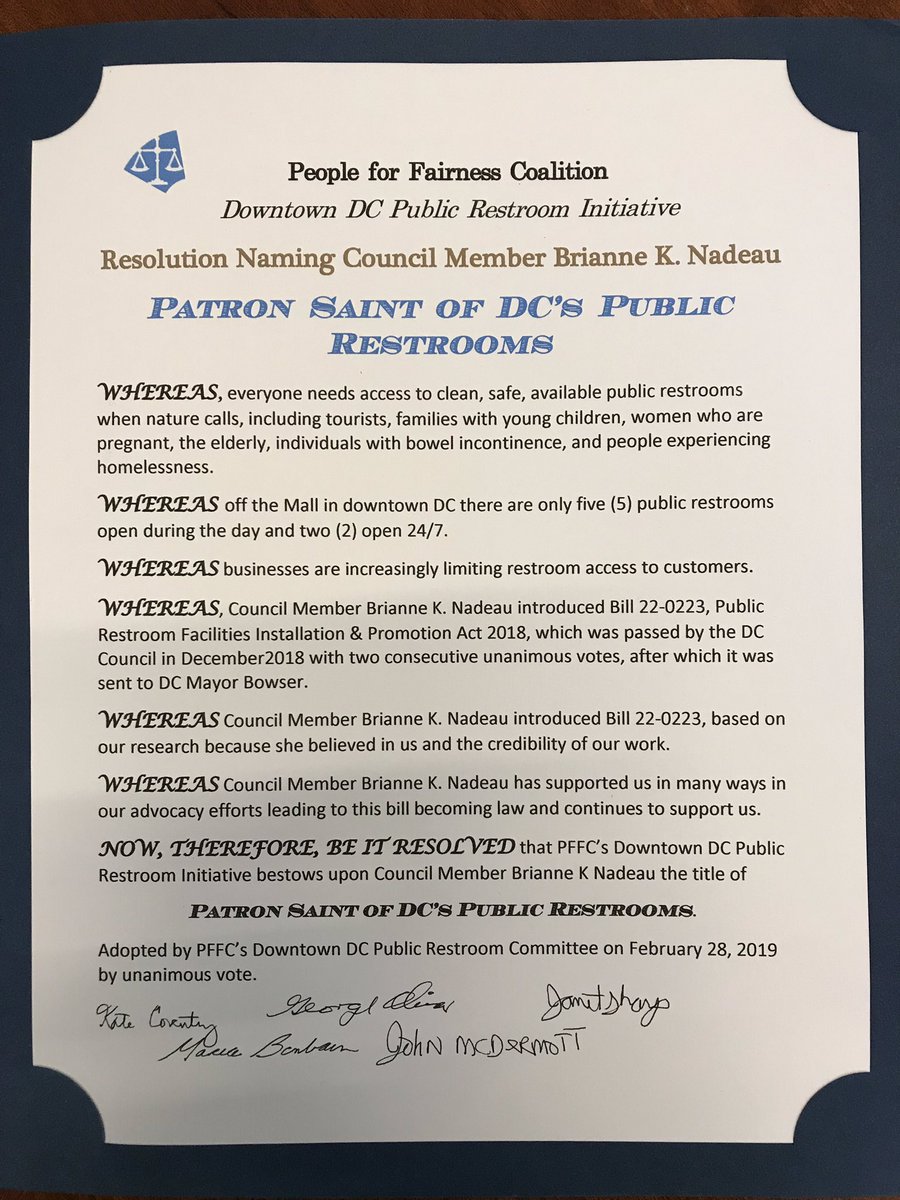 People for Fairness Coalition
Downtown DC Public Restroom Initiative
Resolution Naming Council Member Brianne K. Nadeau
PATRON SAINT OF DC'S PUBLIC
RESTROOMS
WHEREAS, everyone needs access to clean, safe, available public restrooms
when nature calls, including tourists, families with young children, women who are
pregnant, the elderly, individuals with bowel incontinence, and people experiencing
homelessness.
WHEREAS off the Mall in downtown DC there are only five (5) public restrooms
open during the day and two (2) open 24/7.
WHEREAS businesses are increasingly limiting restroom access to customers.
WHEREAS, Council Member Brianne K. Nadeau introduced Bill 22-0223, Public
Restroom Facilities Installation & Promotion Act 2018, which was passed by the DC
Council in December2018 with two consecutive unanimous votes, after which it was
sent to DC Mayor Bowser.
WHEREAS Council Member Brianne K. Nadeau introduced Bill 22-0223, based on
our research because she believed in us and the credibility of our work.
WHEREAS Council Member Brianne K. Nadeau has supported us in many ways in
our advocacy efforts leading to this bill becoming law and continues to support us.
NOW, THEREFORE, BE IT RESOLVED that PFFC's Downtown DC Public
Restroom Initiative bestows upon Council Member Brianne K Nadeau the title of
PATRON SAINT OF DC'S PUBLIC RESTROOMS.
Adopted by PFFC's Downtown DC Public Restroom Committee on February 28, 2019
by unanimous vote.
Kate Coventry George Janet Sharp
John McDermott